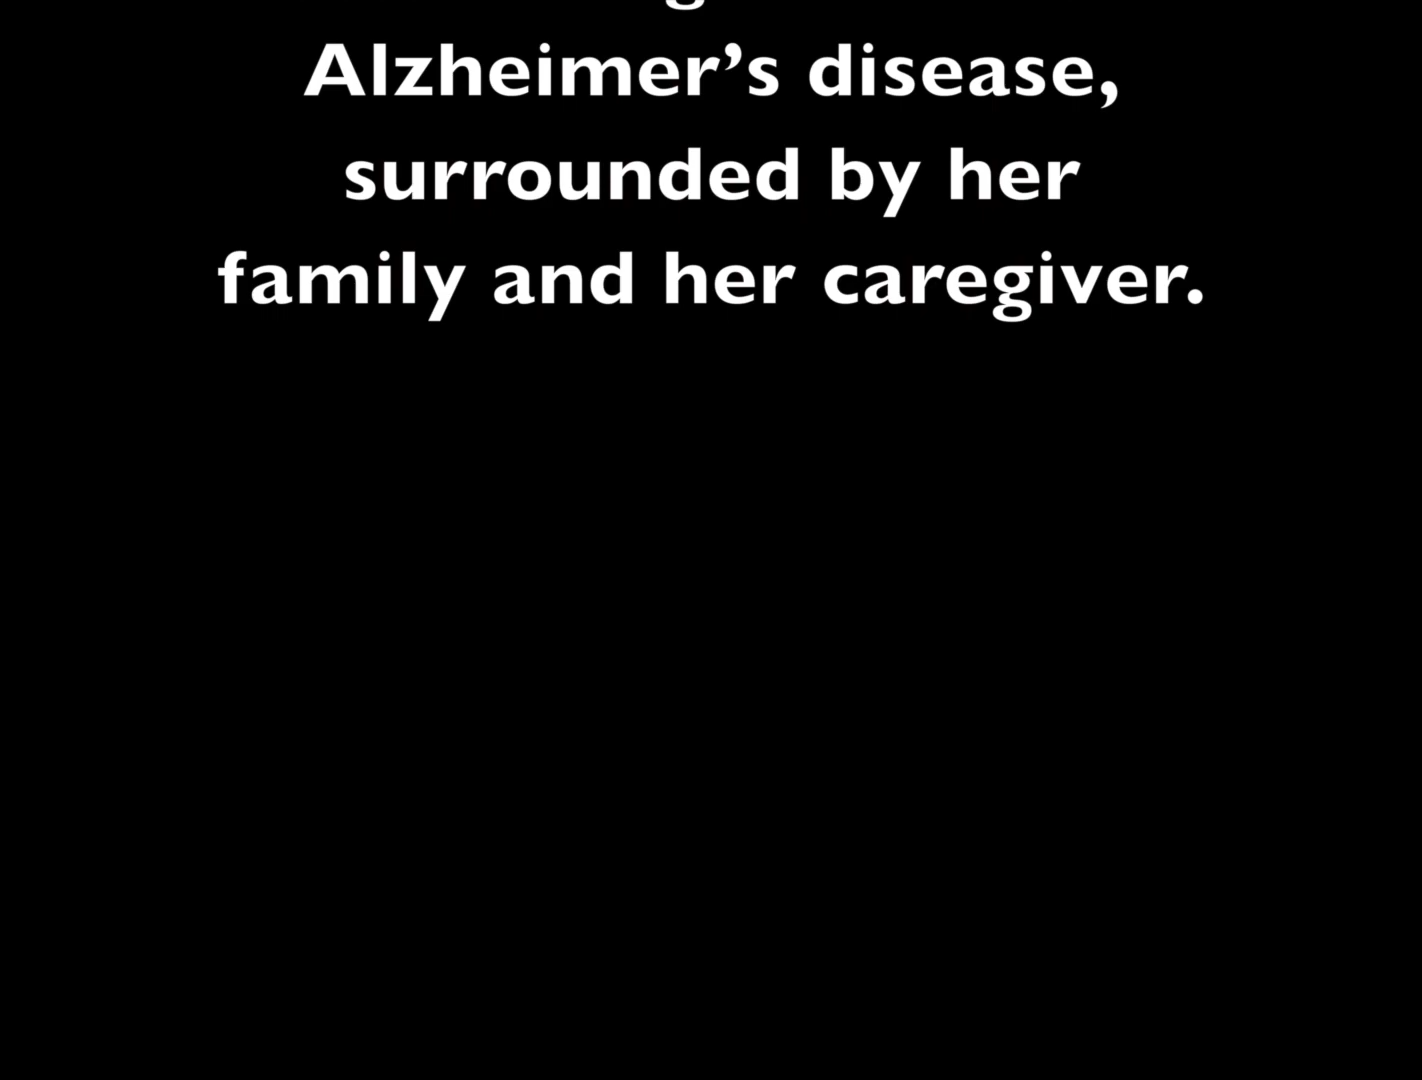 Alzheimer’s disease,
surrounded by her
family and her caregiver.